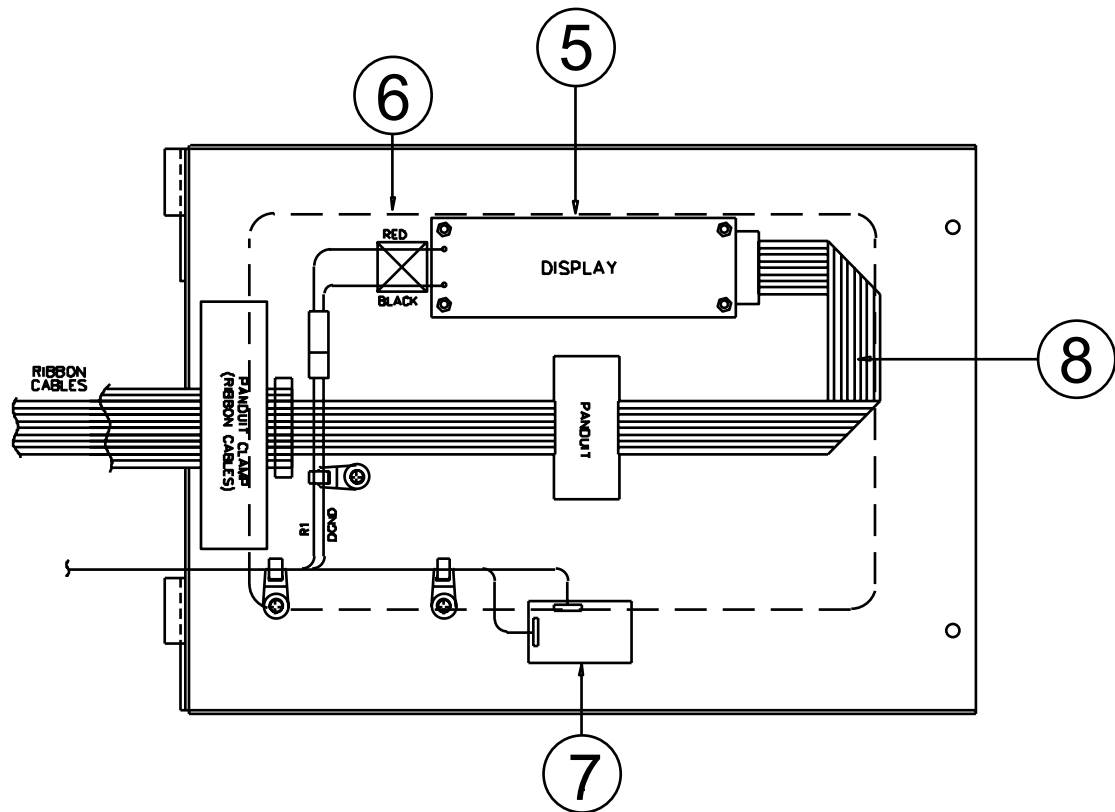 5
6
RED
DISPLAY
BLACK
8
RIBBON
CABLES
PANDUIT CLAMP
(RIBBON CABLES)
PANDUIT
R1
DGND
7